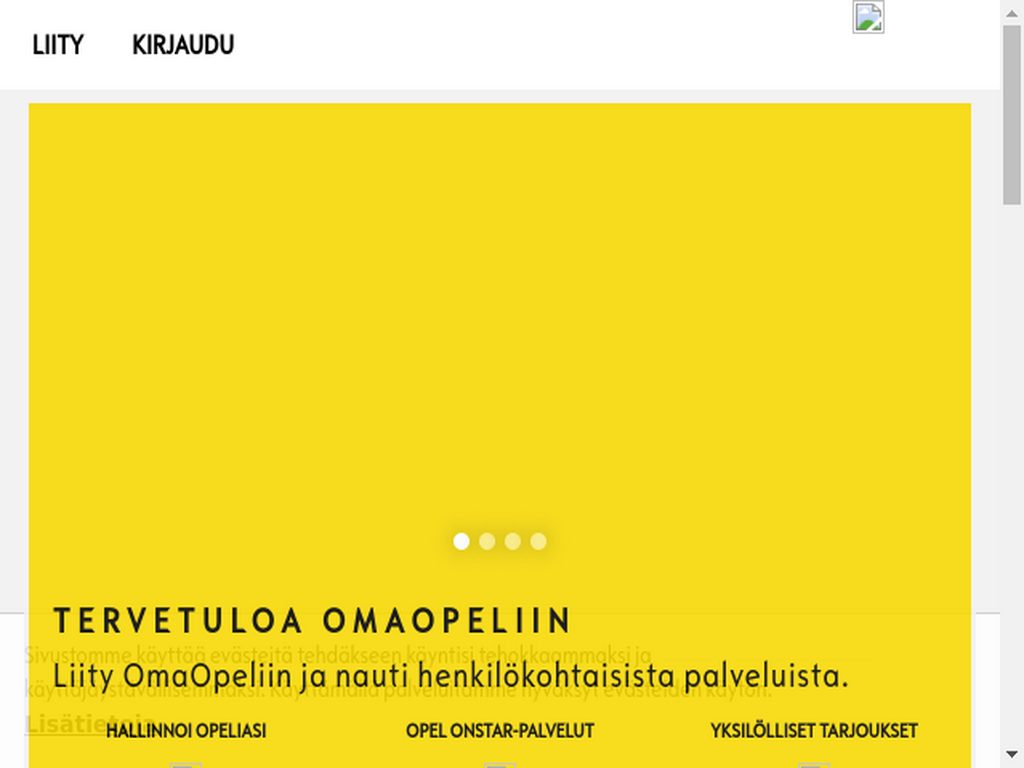 LIITY KIRJAUDU
TERVETULOA OMAOPELIIN
Sivustomme käyttää evästeitä tehdäkseen käyntisi tehokkaammaksi ja
Liity OmaOpeliin ja nauti henkilökohtaisista palveluista.
käyttäjäystävällisemmäksi. Käyttämällä palveluitamme hyväksyt evästeiden käytön.
Lisätietoja
HALLINNOI OPELIASI OPEL ONSTAR-PALVELUT YKSILÖLLISET TARJOUKSET